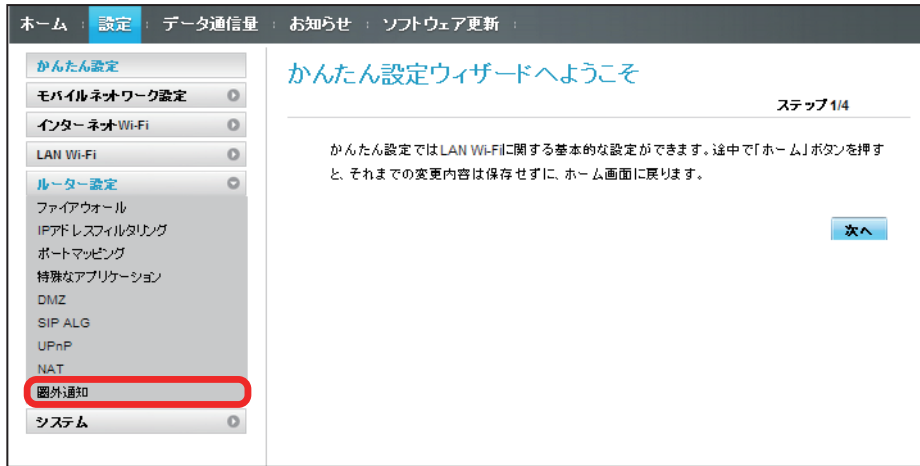 ホーム 設定 データ通信量 お知らせ ソフトウェア更新
かんたん設定
モバイルネットワーク設定
インターネットWi-Fi
LAN Wi-Fi
ルーター設定
ファイアウォール
IPアドレスフィルタリング
ポートマッピング
特殊なアプリケーション
DMZ
SIP ALG
UPnP
NAT
圏外通知
システム
かんたん設定ウィザードへようこそ
ステップ1/4
かんたん設定ではLAN Wi-Fiに関する基本的な設定ができます。途中で「ホーム」ボタンを押す
と、それまでの変更内容は保存せずに、ホーム画面に戻ります。
次へ